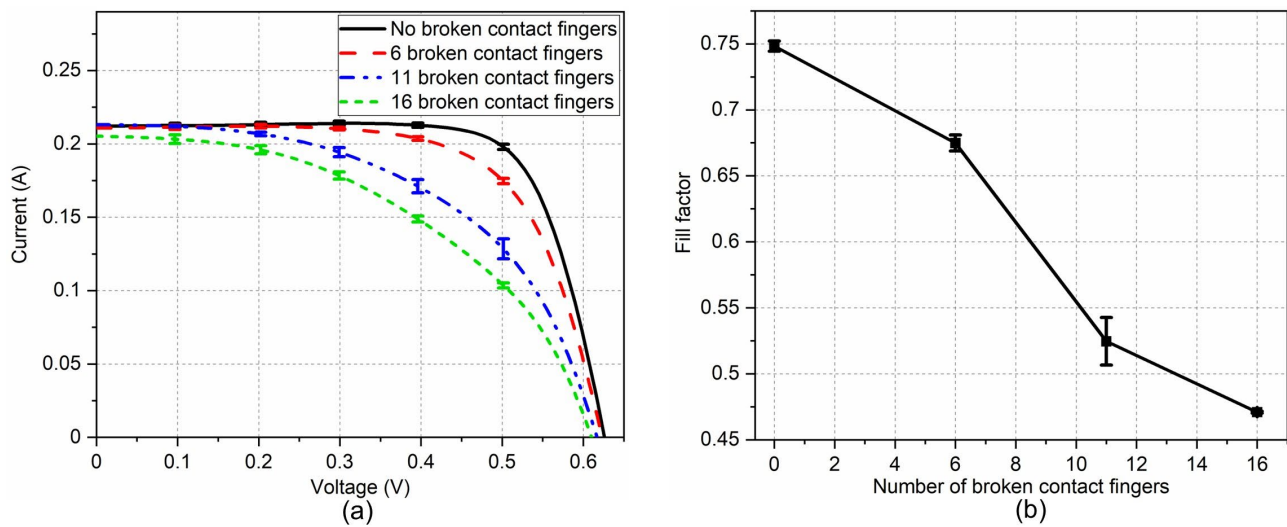 No broken contact fingers
6 broken contact fingers
11 broken contact fingers
16 broken contact fingers
0.25
0.2
0.15
0.1
0.05
0
Current (A)
0 0.1 0.2 0.3 0.4 0.5 0.6
Voltage (V)
(a)
0.75
0.7
0.65
0.6
0.55
0.5
0.45
Fill factor
0 2 4 6 8 10 12 14 16
Number of broken contact fingers
(b)